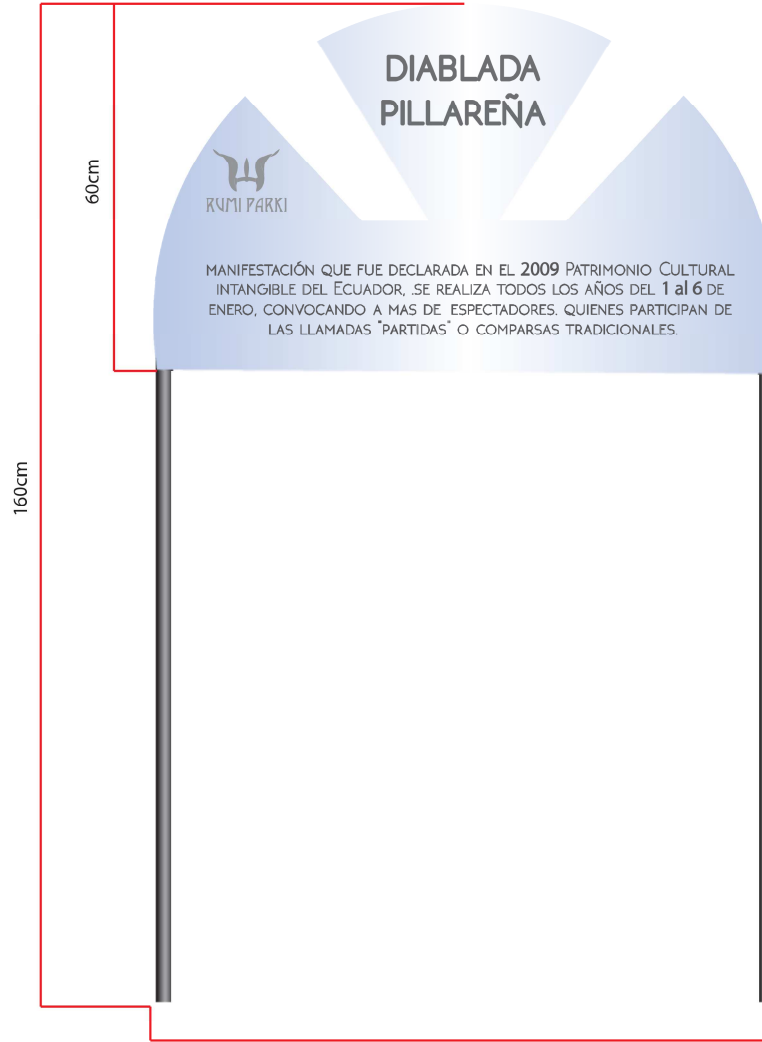 DIABLADA
PILLAREÑA
60cm
RUMI PARKI
MANIFESTACIÓN QUE FUE DECLARADA EN EL 2009 PATRIMONIO CULTURAL
INTANGIBLE DEL ECUADOR, .SE REALIZA TODOS LOS AÑOS DEL 1 al 6 DE
ENERO, CONVOCANDO A MAS DE ESPECTADORES. QUIENES PARTICIPAN DE
LAS LLAMADAS "PARTIDAS" O COMPARSAS TRADICIONALES.
160cm